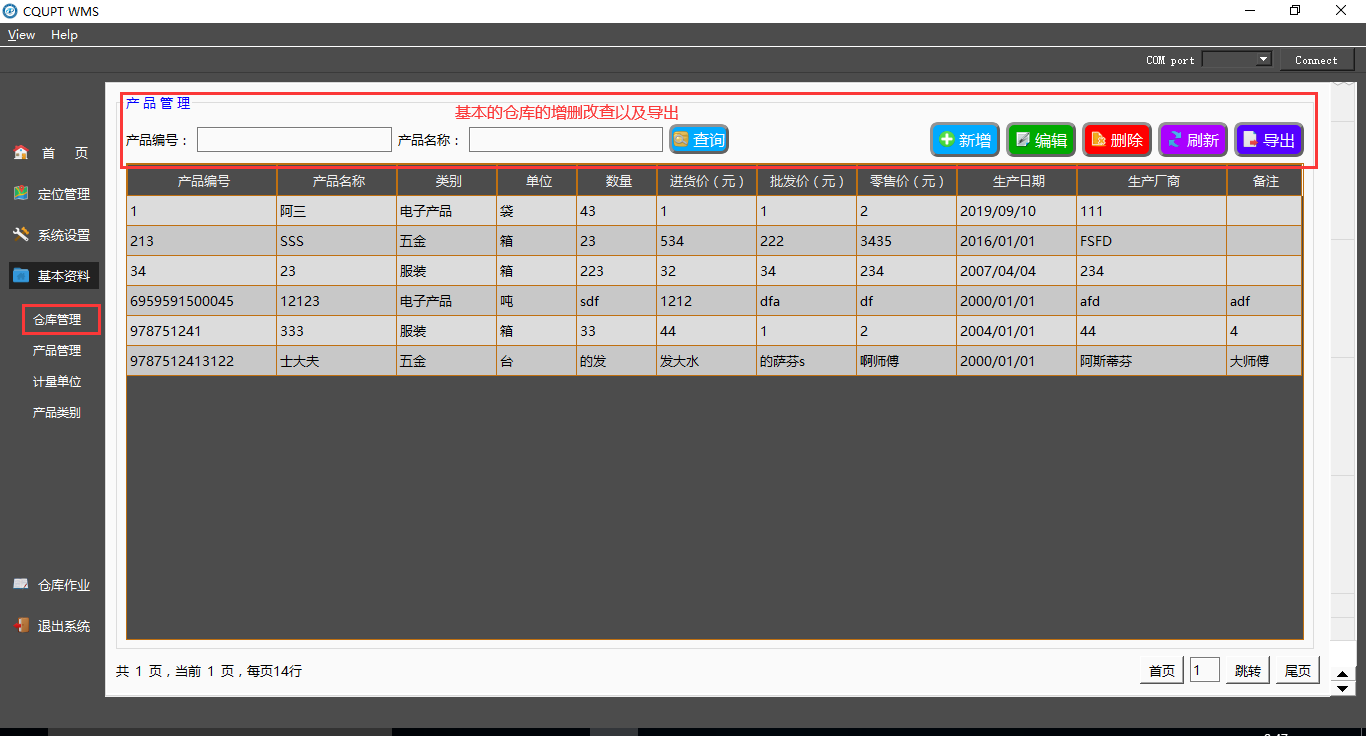 CQUPT WMS
View Help
COM port Connect
首 页
定位管理
系统设置
基本资料
仓库管理
产品管理
计量单位
产品类别
仓库作业
退出系统
产品管理
基本的仓库的增删改查以及导出
产品编号： 产品名称： 查询 新增 编辑 删除 刷新 导出
产品编号 产品名称 类别 单位 数量 进货价（元） 批发价（元） 零售价（元） 生产日期 生产厂商 备注
1 阿三 电子产品 袋 43 1 1 2 2019/09/10 111
213 SSS 五金 箱 23 534 222 3435 2016/01/01 FSFD
34 23 服装 箱 223 32 34 234 2007/04/04 234
6959591500045 12123 电子产品 吨 sdf 1212 dfa df 2000/01/01 afd adf
978751241 333 服装 箱 33 44 1 2 2004/01/01 44 4
9787512413122 士大夫 五金 台 的发 发大水 的萨芬s 啊师傅 2000/01/01 阿斯蒂芬 大师傅
共 1 页，当前 1 页，每页14行 首页 1 跳转 尾页